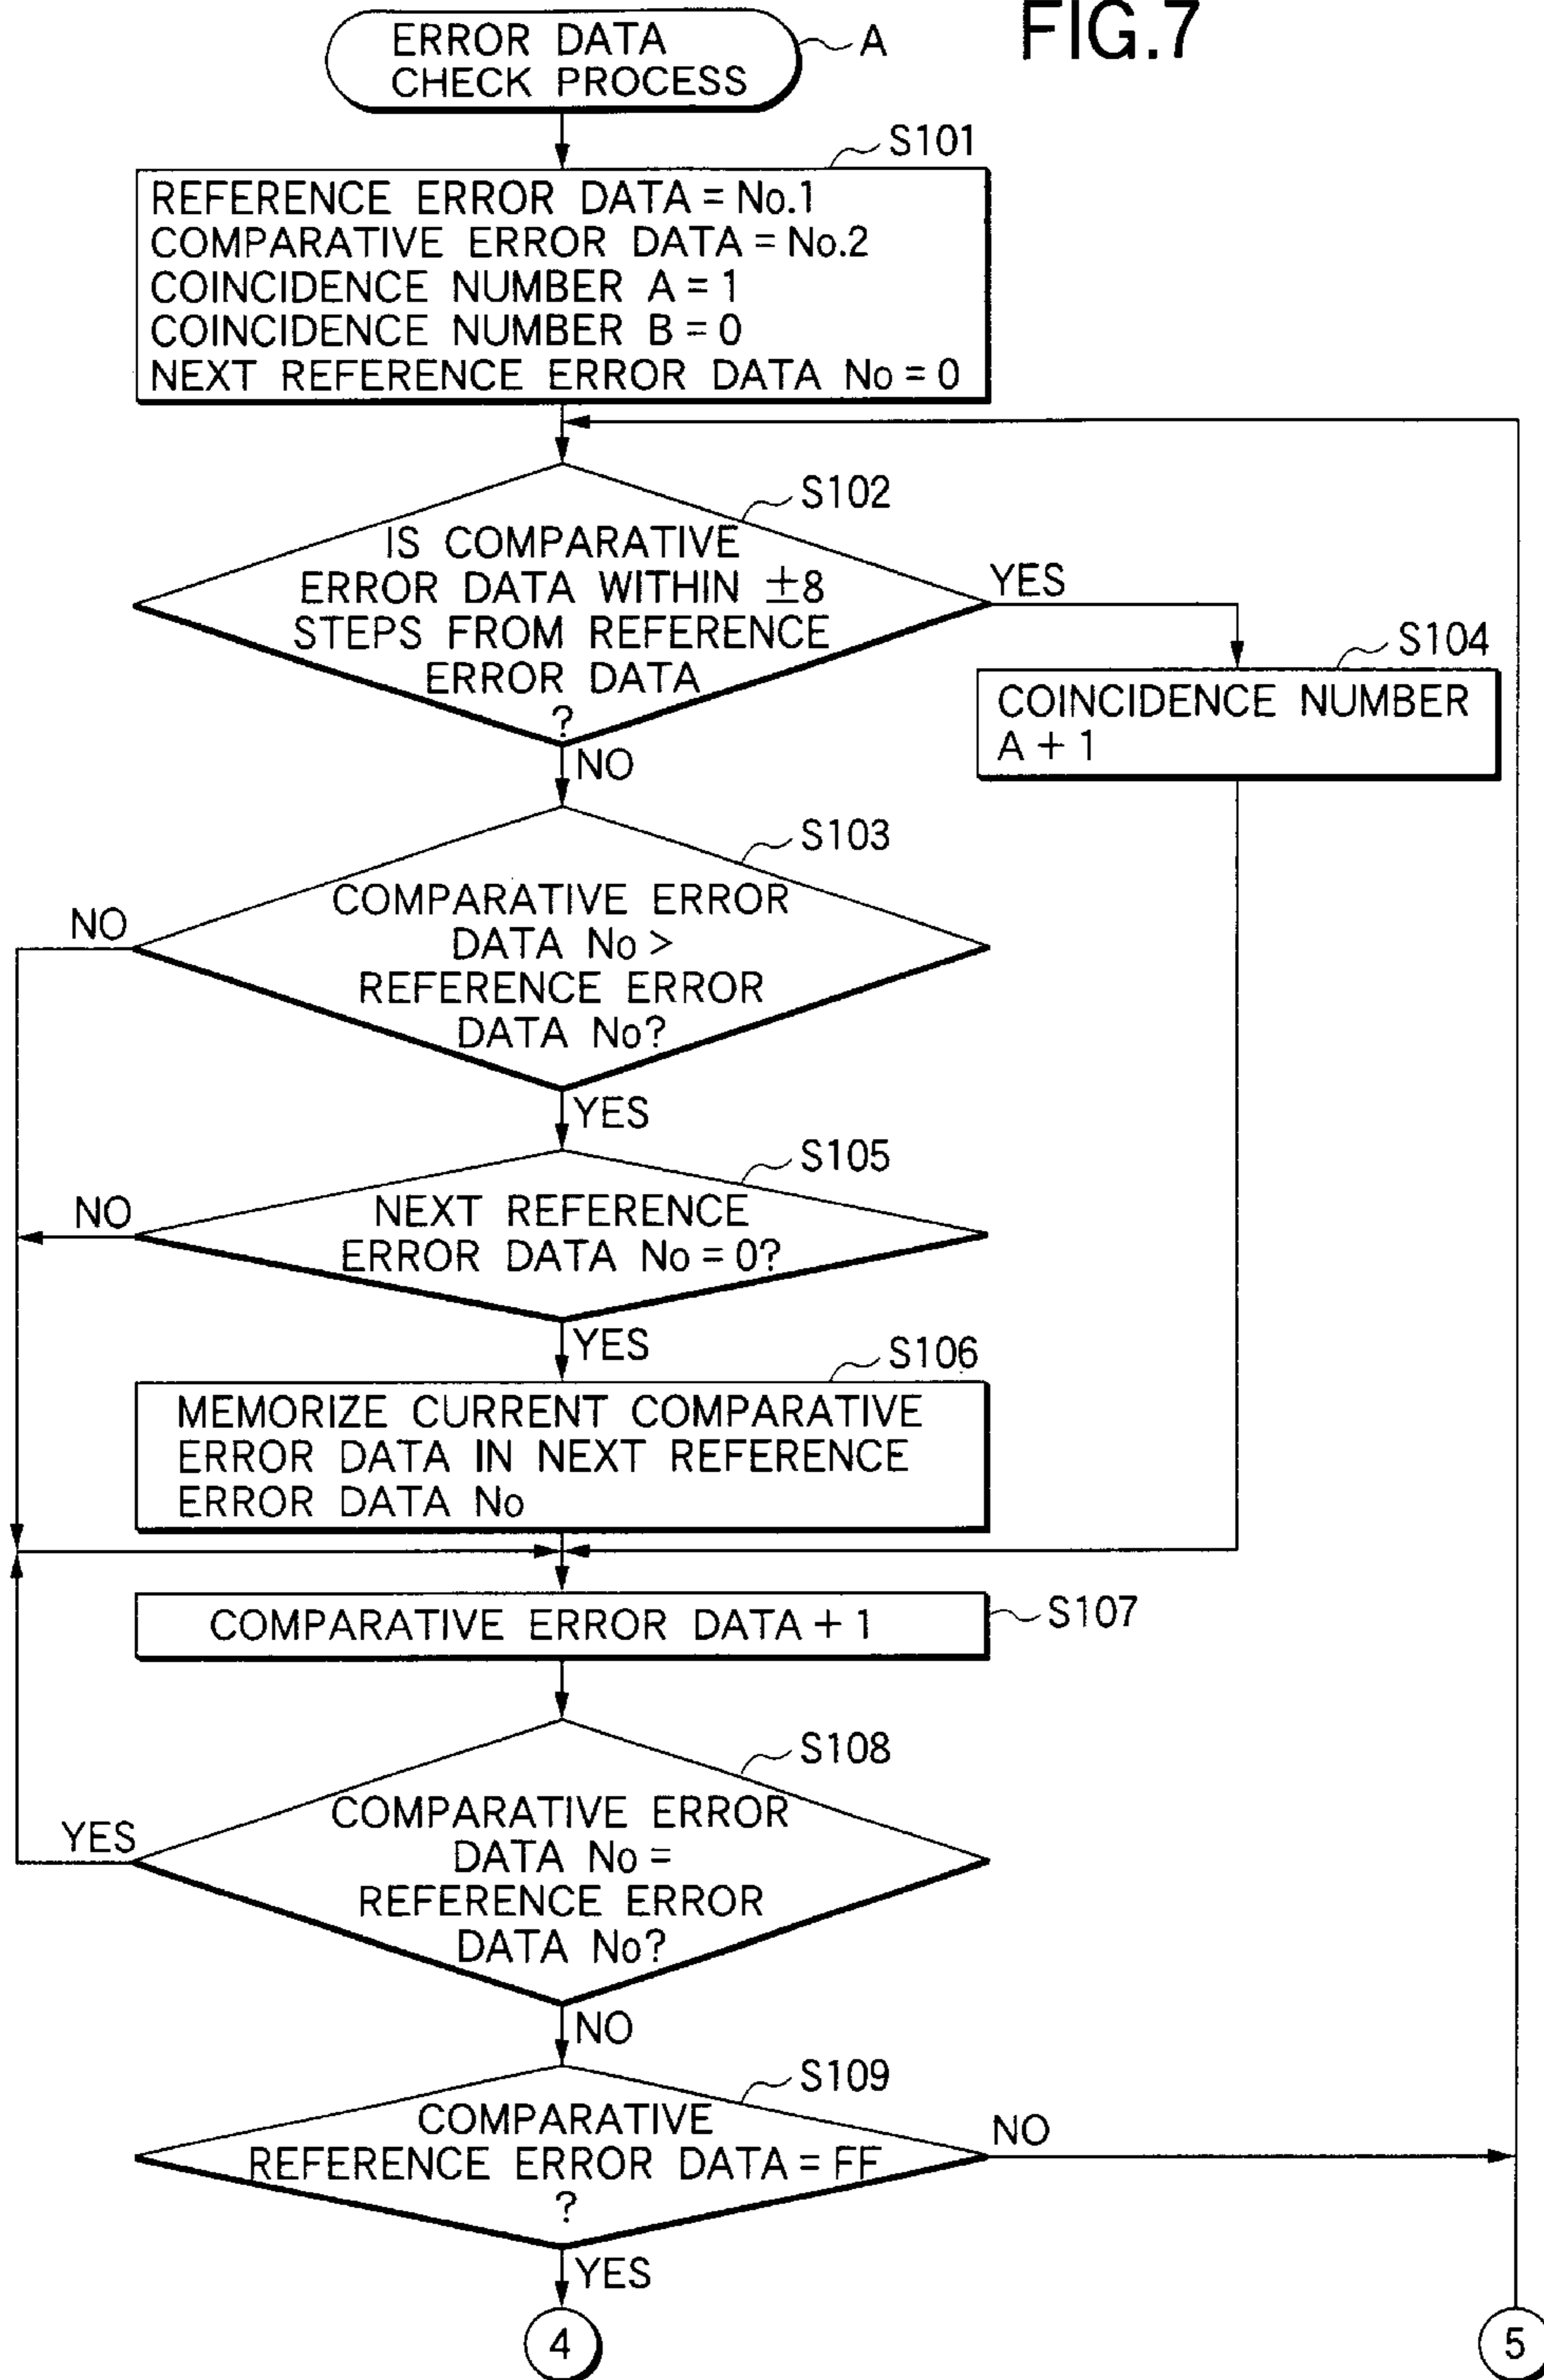 FIG.7
ERROR DATA
CHECK PROCESS
A
S101
REFERENCE ERROR DATA = No.1
COMPARATIVE ERROR DATA = No.2
COINCIDENCE NUMBER A = 1
COINCIDENCE NUMBER B = 0
NEXT REFERENCE ERROR DATA No = 0
S102
IS COMPARATIVE
ERROR DATA WITHIN ±8
STEPS FROM REFERENCE
ERROR DATA
?
YES
NO
S104
COINCIDENCE NUMBER
A + 1
S103
COMPARATIVE ERROR
DATA No >
REFERENCE ERROR
DATA No?
NO
YES
S105
NEXT REFERENCE
ERROR DATA No = 0?
NO
YES
S106
MEMORIZE CURRENT COMPARATIVE
ERROR DATA IN NEXT REFERENCE
ERROR DATA No
COMPARATIVE ERROR DATA + 1
S107
S108
COMPARATIVE ERROR
DATA No =
REFERENCE ERROR
DATA No?
YES
NO
S109
COMPARATIVE
REFERENCE ERROR DATA = FF
?
NO
YES
4
5